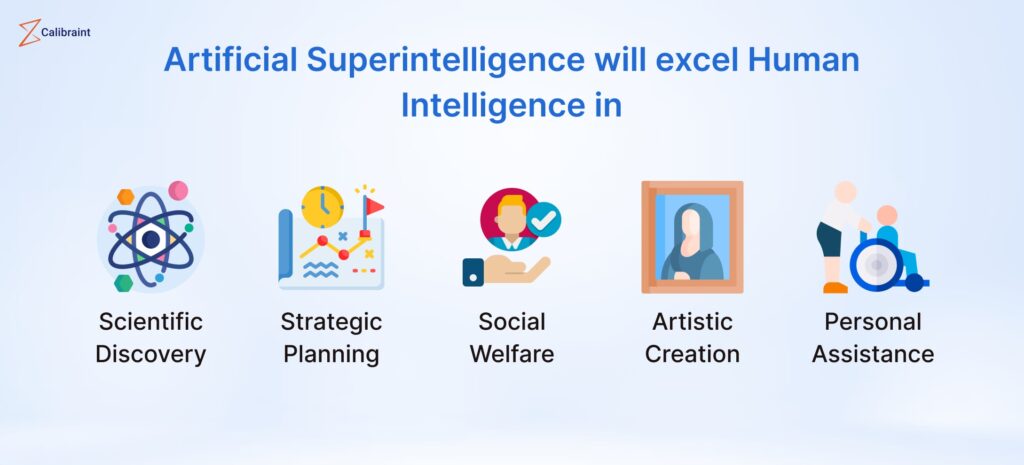 Calibraint
Artificial Superintelligence will excel Human
Intelligence in
Scientific
Discovery
Strategic
Planning
Social
Welfare
Artistic
Creation
Personal
Assistance